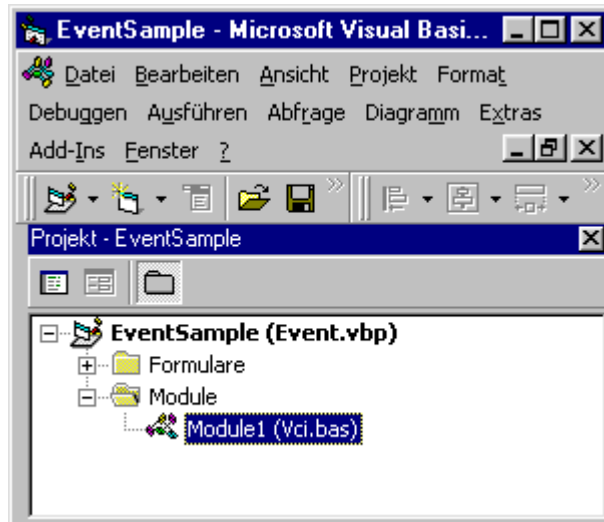 EventSample - Microsoft Visual Basi...
Datei Bearbeiten Ansicht Projekt Format
Debuggen Ausführen Abfrage Diagramm Extras
Add-Ins Fenster ?
Projekt - EventSample
EventSample (Event.vbp)
Formulare
Module
Module1 (Vci.bas)